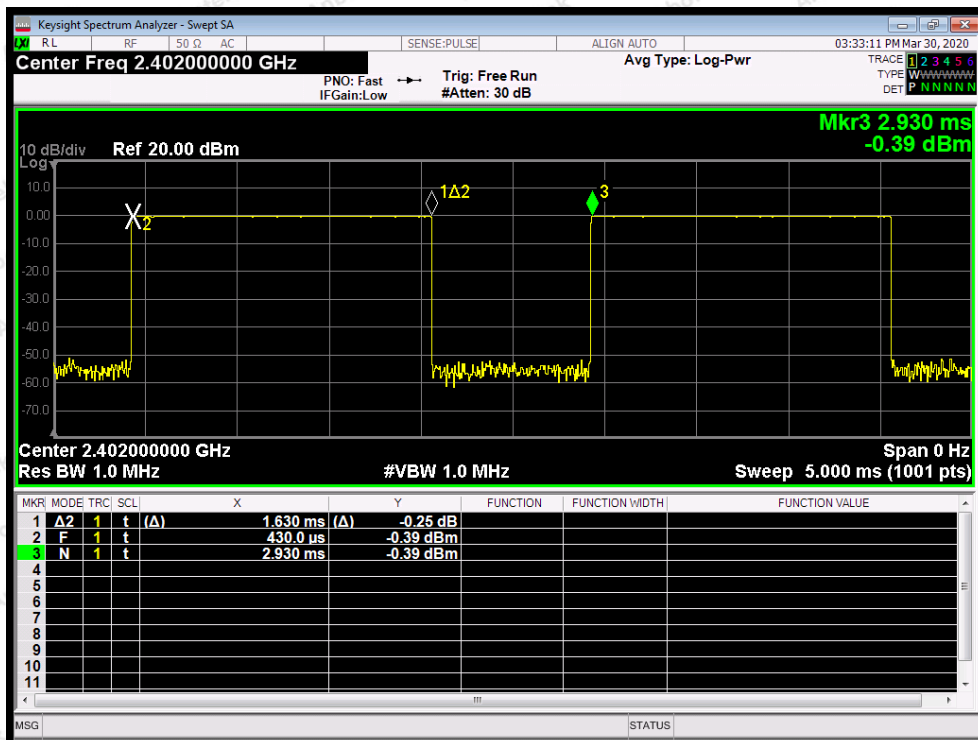 Keysight Spectrum Analyzer - Swept SA
LXI RL RF 50 Ω AC SENSE:PULSE ALIGN AUTO 03:33:11 PM Mar 30, 2020
Center Freq 2.402000000 GHz Avg Type: Log-Pwr TRACE 1 2 3 4 5 6
PNO: Fast Trig: Free Run TYPE WWWWWW
IFGain:Low #Atten: 30 dB DET P N N N N N
Mkr3 2.930 ms
10 dB/div Ref 20.00 dBm -0.39 dBm
Log
10.0
0.00
-10.0
-20.0
-30.0
-40.0
-50.0
-60.0
-70.0
2
1Δ2
3
Center 2.402000000 GHz Span 0 Hz
Res BW 1.0 MHz #VBW 1.0 MHz Sweep 5.000 ms (1001 pts)
MKR MODE TRC SCL X Y FUNCTION FUNCTION WIDTH FUNCTION VALUE
1 Δ2 1 t (Δ) 1.630 ms (Δ) -0.25 dB
2 F 1 t 430.0 µs -0.39 dBm
3 N 1 t 2.930 ms -0.39 dBm
4
5
6
7
8
9
10
11
MSG STATUS